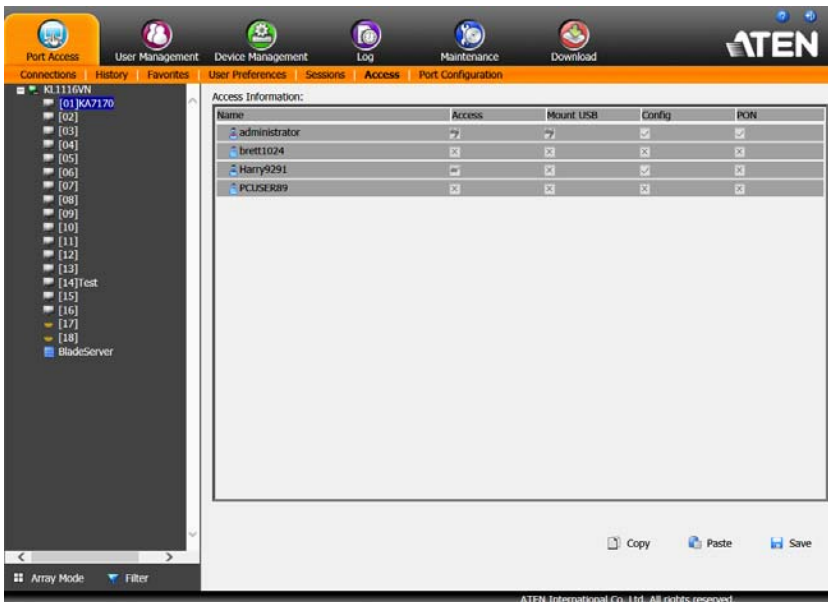 ATEN
Port Access
User Management
Device Management
Log
Maintenance
Download
Connections
History
Favorites
User Preferences
Sessions
Access
Port Configuration
KL1116VN
[01]KA7170
[02]
[03]
[04]
[05]
[06]
[07]
[08]
[09]
[10]
[11]
[12]
[13]
[14]Test
[15]
[16]
[17]
[18]
BladeServer
Access Information:
Name Access Mount USB Config PON
administrator
brett1024
Harry9291
PCUSER89
Copy
Paste
Save
Array Mode
Filter
ATEN International Co. Ltd. All rights reserved.